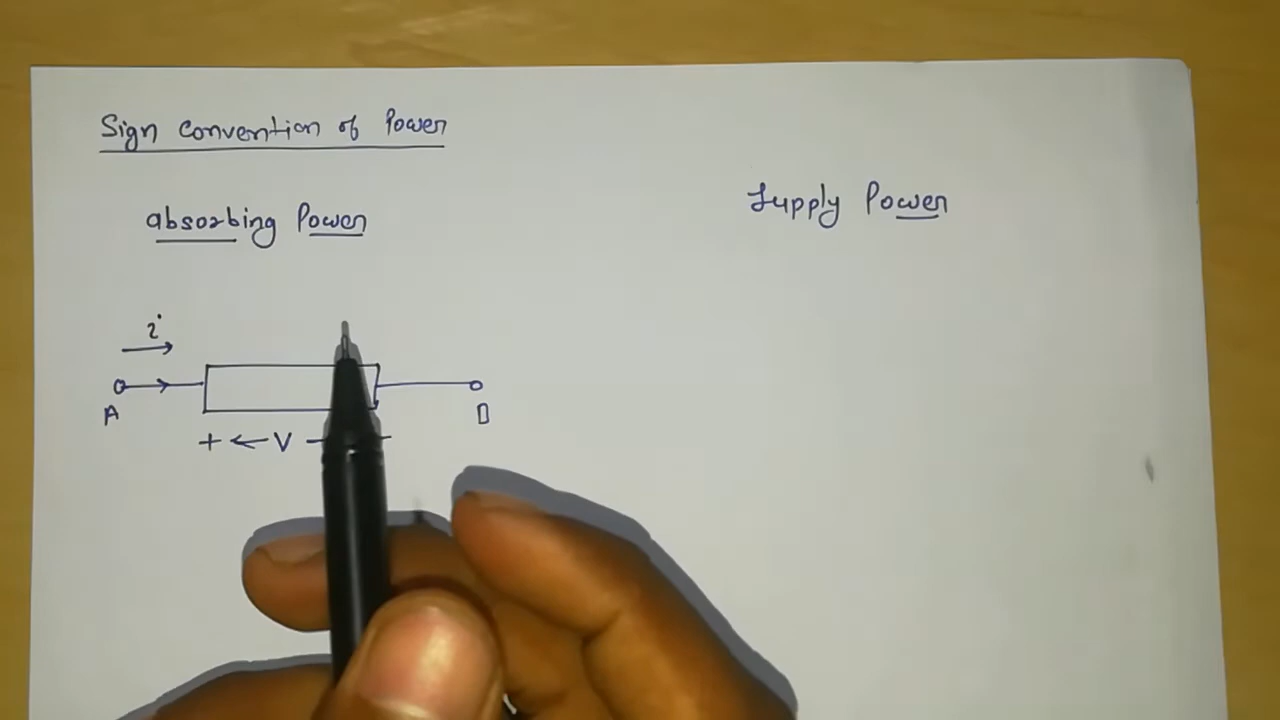 Sign Convention of Power
absorbing Power
Supply Power
i
A
B
+ ← V — -